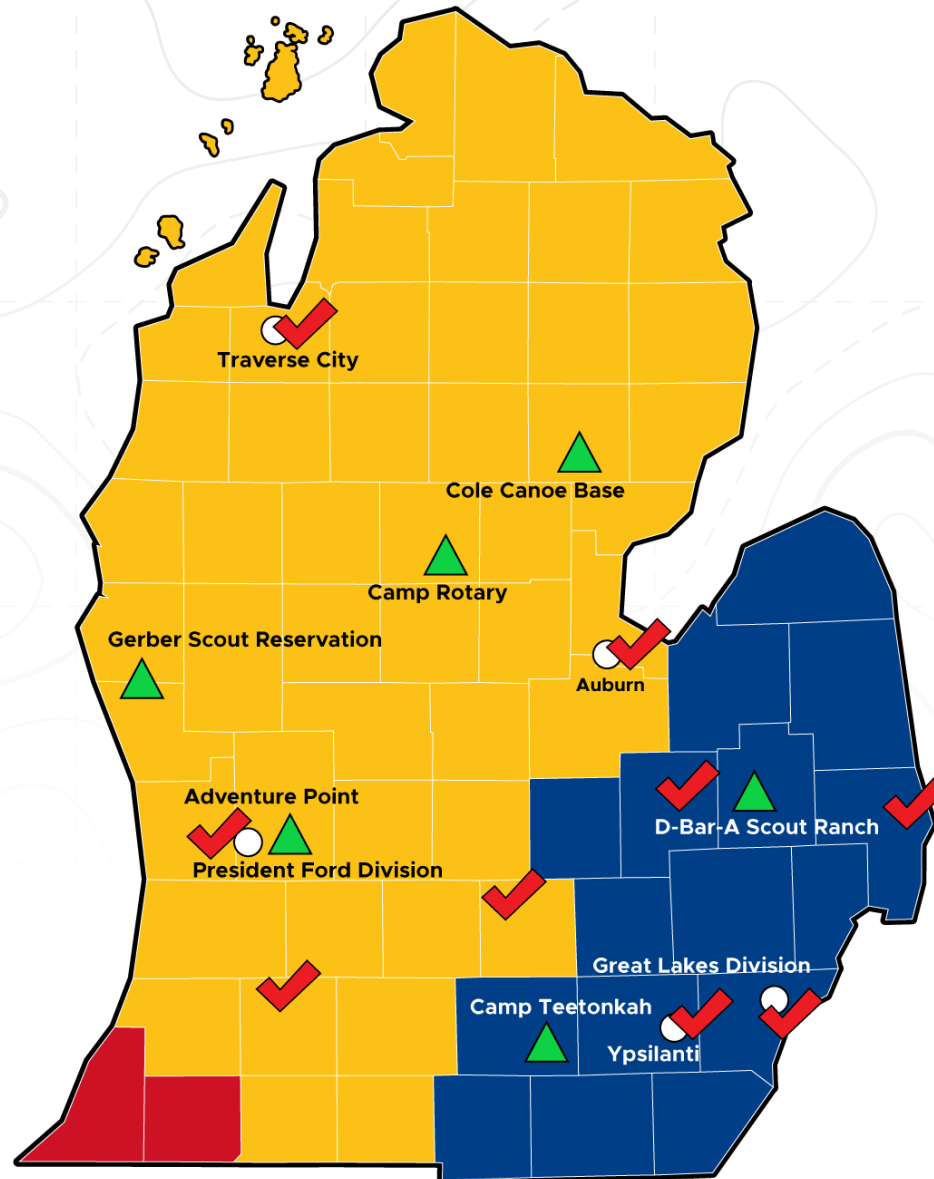 Traverse City
Cole Canoe Base
Camp Rotary
Gerber Scout Reservation
Auburn
Adventure Point
D-Bar-A Scout Ranch
President Ford Division
Great Lakes Division
Camp Teetonkah
Ypsilanti